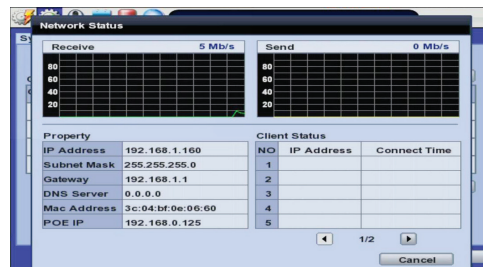 Network Status
Receive 5 Mb/s
80
60
40
20
Send 0 Mb/s
80
60
40
20
Property
IP Address 192.168.1.160
Subnet Mask 255.255.255.0
Gateway 192.168.1.1
DNS Server 0.0.0.0
Mac Address 3c:04:bf:0e:06:60
POE IP 192.168.0.125
Client Status
NO IP Address Connect Time
1
2
3
4
5
1/2
Cancel